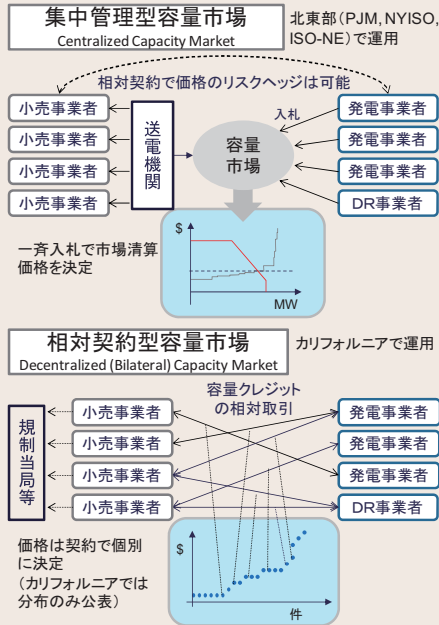 集中管理型容量市場
Centralized Capacity Market
北東部(PJM, NYISO,
ISO-NE)で運用
相対契約で価格のリスクヘッジは可能
小売事業者
小売事業者
小売事業者
小売事業者
送電機関
入札
容量
市場
発電事業者
発電事業者
発電事業者
DR事業者
一斉入札で市場清算
価格を決定
$
MW
相対契約型容量市場
Decentralized (Bilateral) Capacity Market
カリフォルニアで運用
容量クレジット
の相対取引
規制当局等
小売事業者
小売事業者
小売事業者
小売事業者
発電事業者
発電事業者
発電事業者
DR事業者
価格は契約で個別
に決定
(カリフォルニアでは
分布のみ公表)
$
件